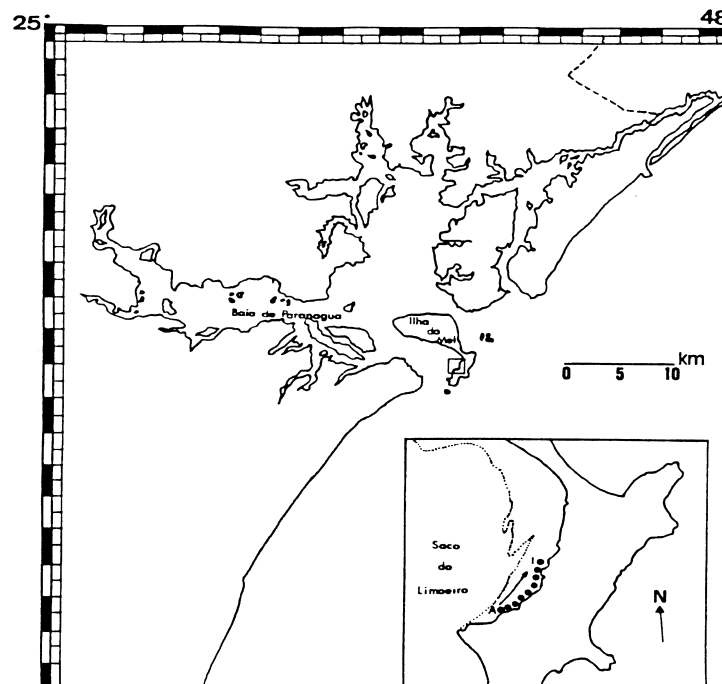 25°
48
Baia de Paranagua
Ilha
do
Mel
km
0 5 10
Saco
do
Limoeiro
I
A
N